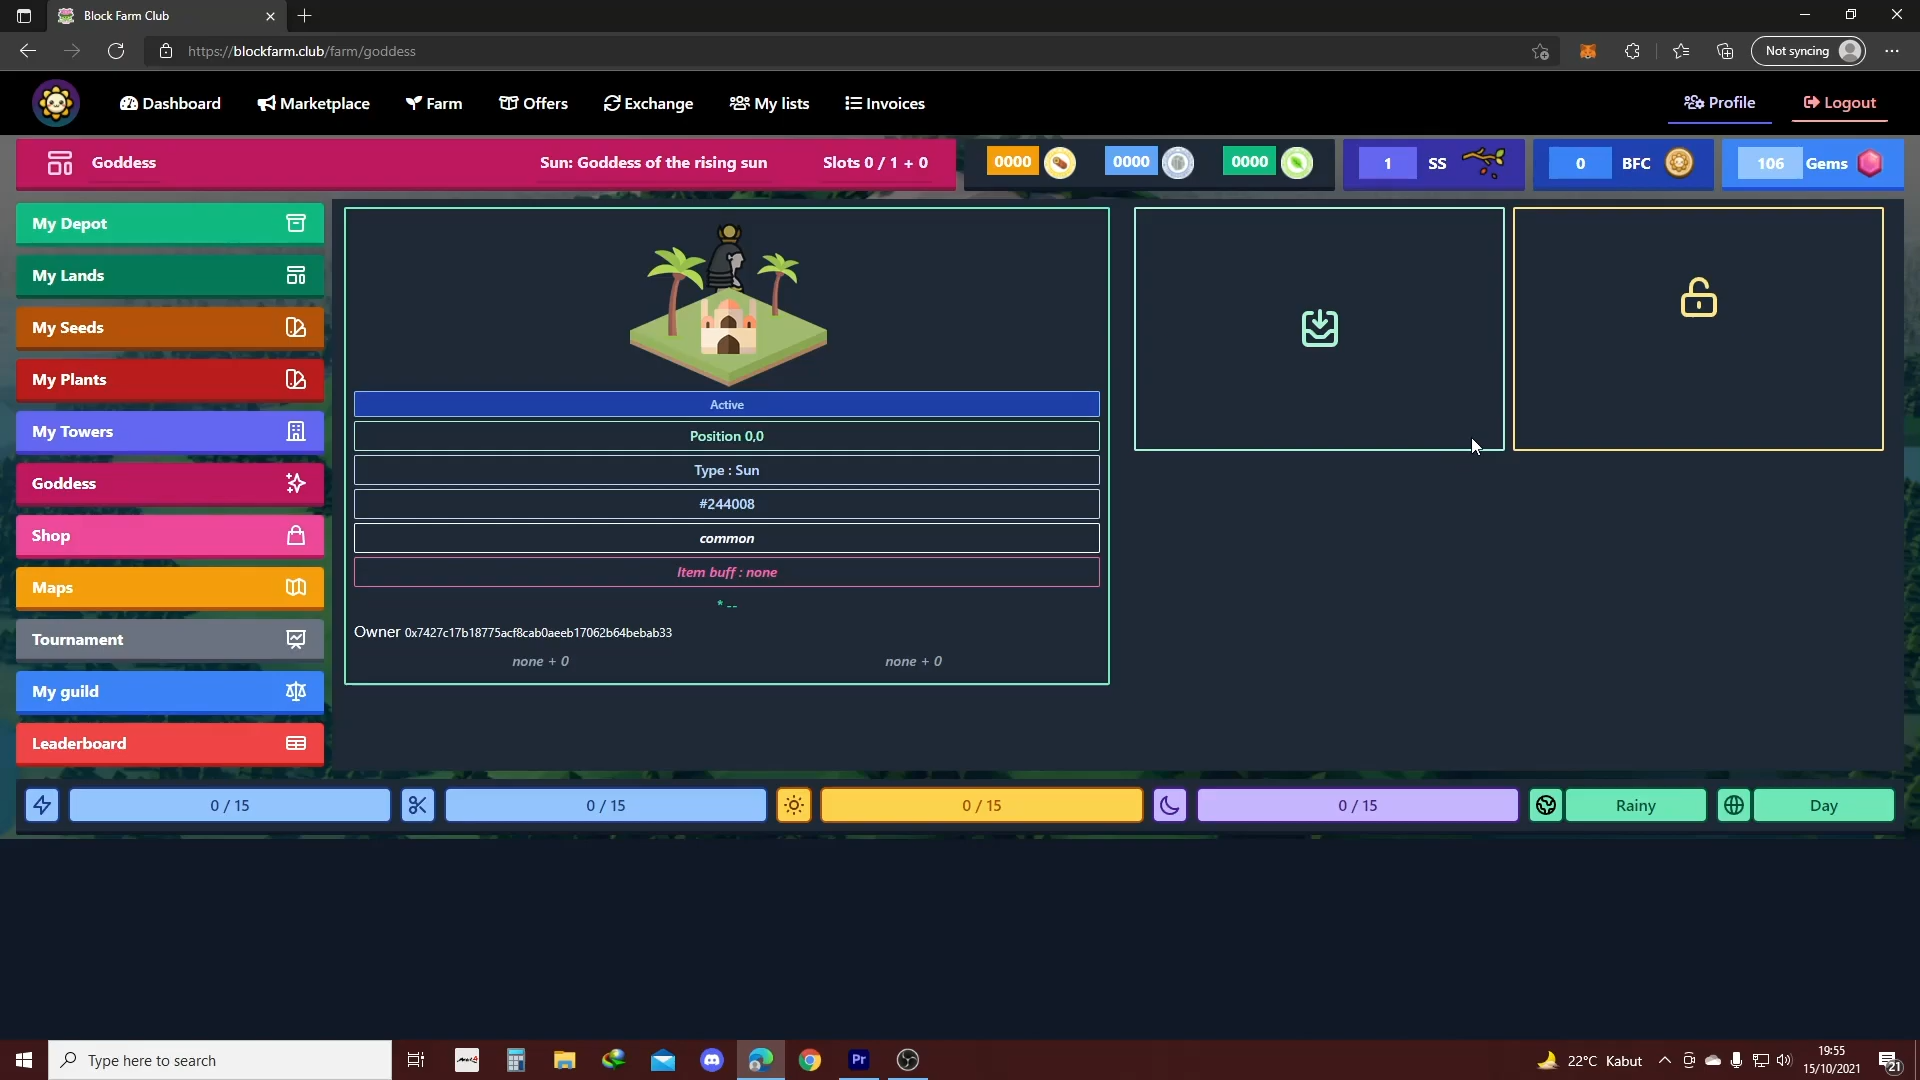 Block Farm Club
https://blockfarm.club/farm/goddess
Not syncing
Dashboard
Marketplace
Farm
Offers
Exchange
My lists
Invoices
Profile
Logout
Goddess
Sun: Goddess of the rising sun
Slots 0 / 1 + 0
0000
0000
0000
1 SS
0 BFC
106 Gems
My Depot
My Lands
My Seeds
My Plants
My Towers
Goddess
Shop
Maps
Tournament
My guild
Leaderboard
Active
Position 0,0
Type : Sun
#244008
common
Item buff : none
* --
Owner 0x7427c17b18775acf8cab0aeeb17062b64bebab33
none + 0
none + 0
0 / 15
0 / 15
0 / 15
0 / 15
Rainy
Day
Type here to search
Pr
22°C Kabut
19:55
15/10/2021
21